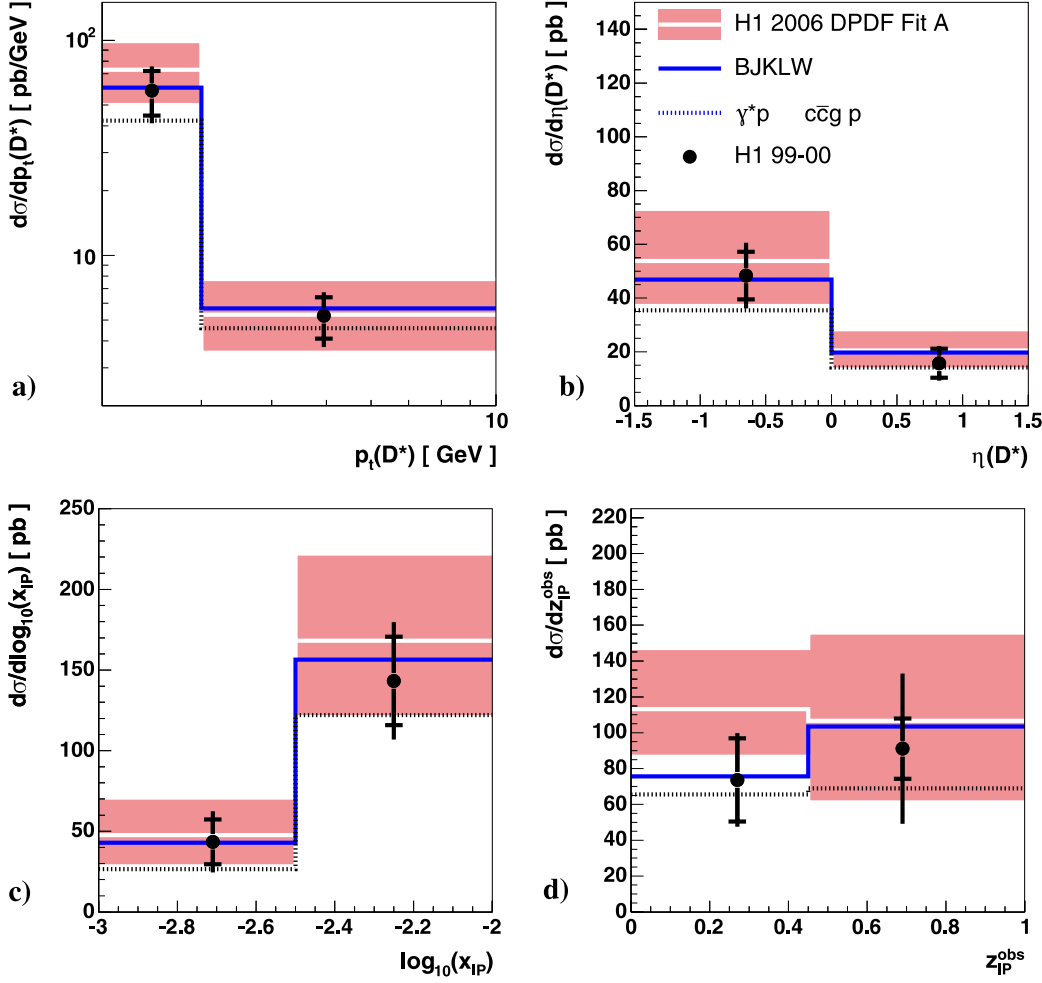 dσ/dp_t(D*) [ pb/GeV ]
10²
10
a)
10
p_t(D*) [ GeV ]
dσ/dη(D*) [ pb ]
140
120
100
80
60
40
20
0
H1 2006 DPDF Fit A
BJKLW
γ*p cc̄g p
H1 99-00
b)
-1.5 -1 -0.5 0 0.5 1 1.5
η(D*)
dσ/dlog₁₀(x_IP) [ pb ]
250
200
150
100
50
0
c)
-3 -2.8 -2.6 -2.4 -2.2 -2
log₁₀(x_IP)
dσ/dz_IP^obs [ pb ]
220
200
180
160
140
120
100
80
60
40
20
0
d)
0 0.2 0.4 0.6 0.8 1
z_IP^obs